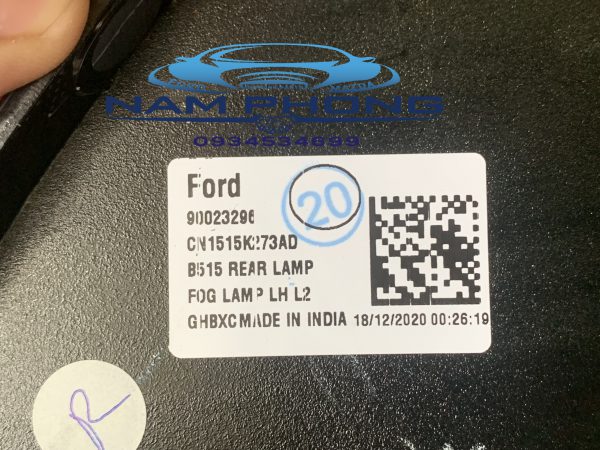 NAM PHONG
0934534699
Ford
20
90023296
CN1515K273AD
B515 REAR LAMP
FOG LAMP LH L2
GHBXC MADE IN INDIA 18/12/2020 00:26:19
R